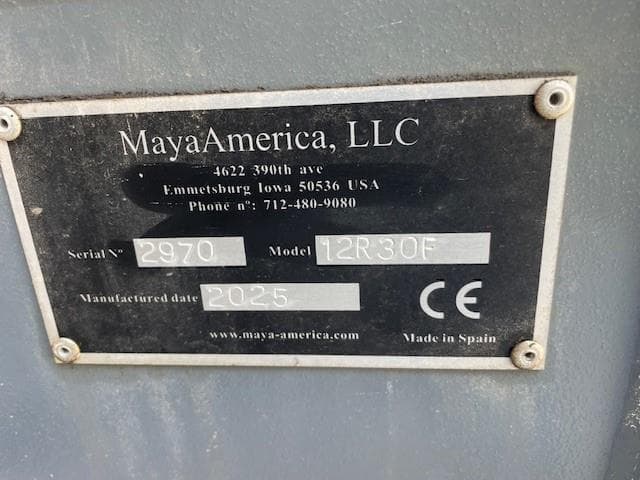 MayaAmerica, LLC
4622 390th ave
Emmetsburg Iowa 50536 USA
Phone nº: 712-480-9080
Serial Nº 2970 Model 12R30F
Manufactured date 2025 CE
www.maya-america.com Made in Spain